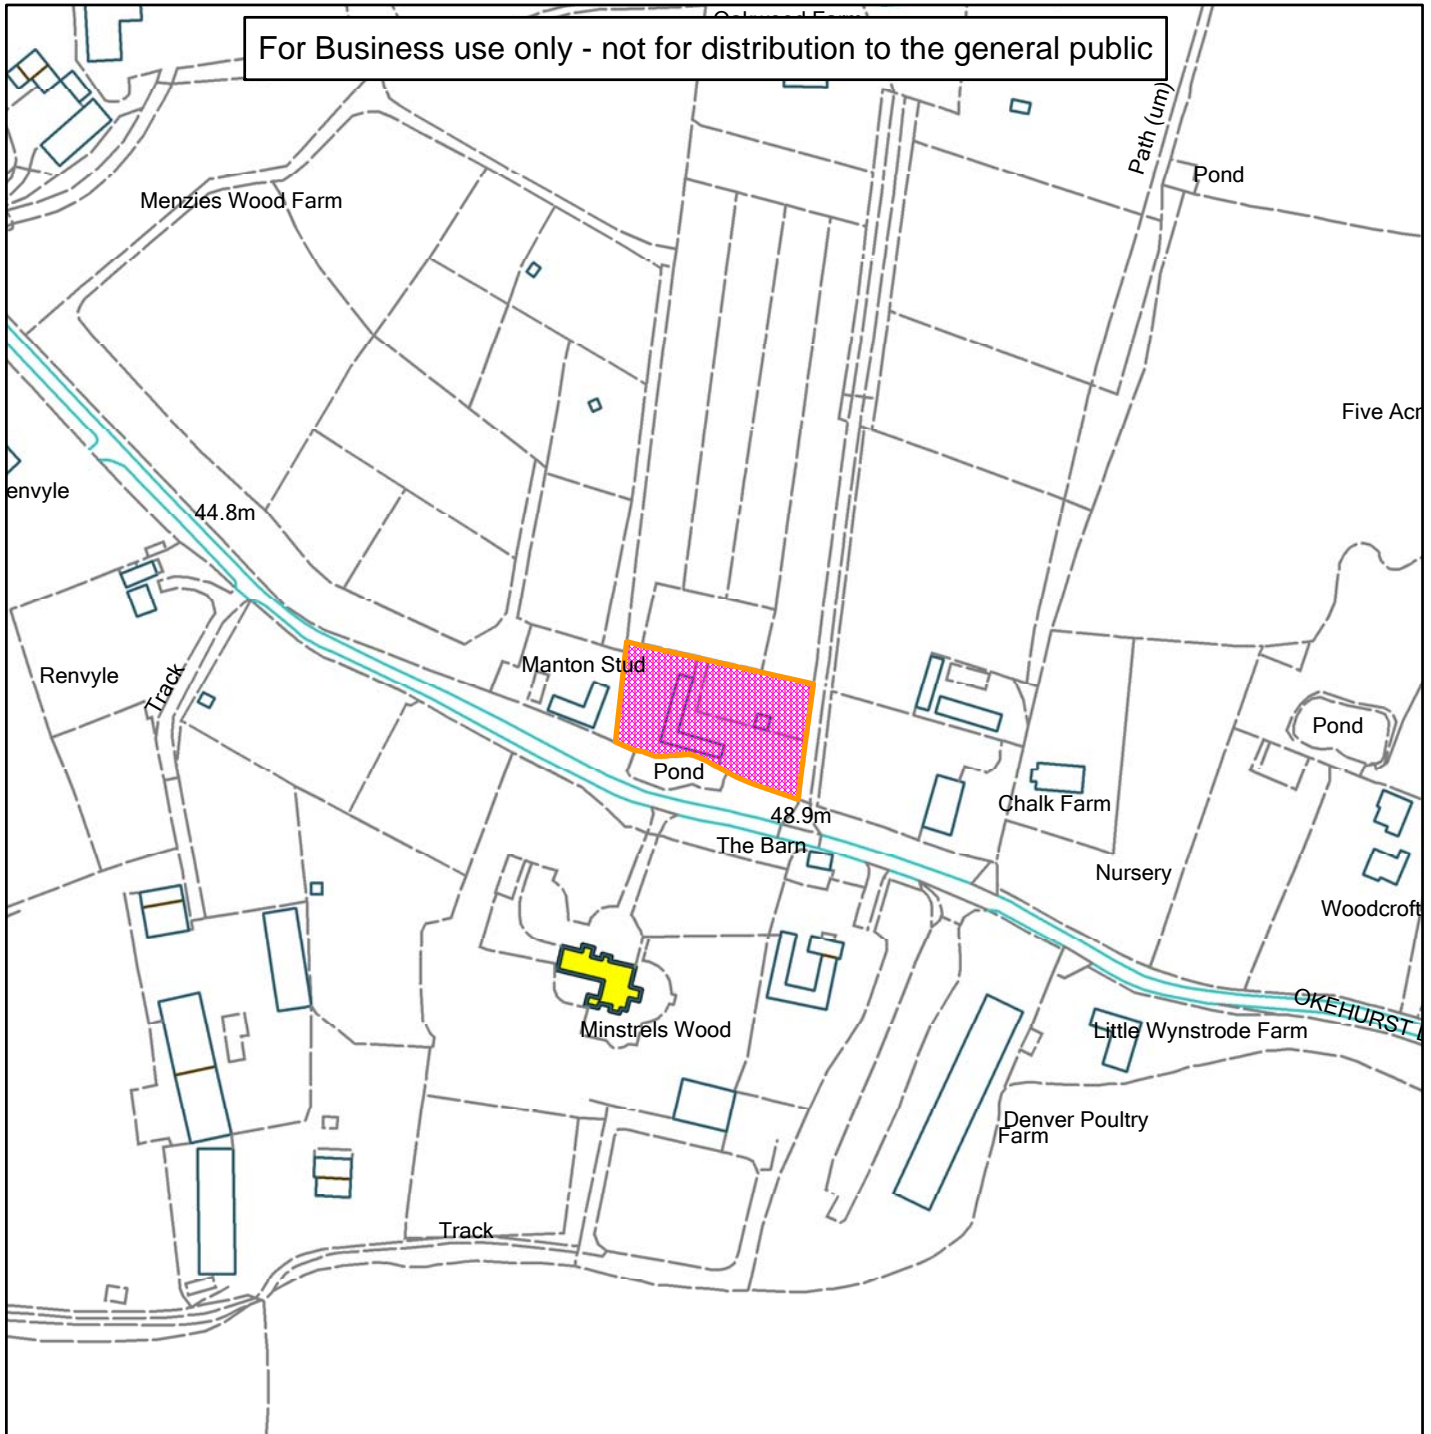 For Business use only - not for distribution to the general public
Path (um)
Pond
Menzies Wood Farm
Five Acr
envyle
44.8m
Manton Stud
Renvyle
Track
Pond
Pond
Chalk Farm
48.9m
The Barn
Nursery
Woodcroft
OKEHURST
Minstrels Wood
Little Wynstrode Farm
Denver Poultry
Farm
Track